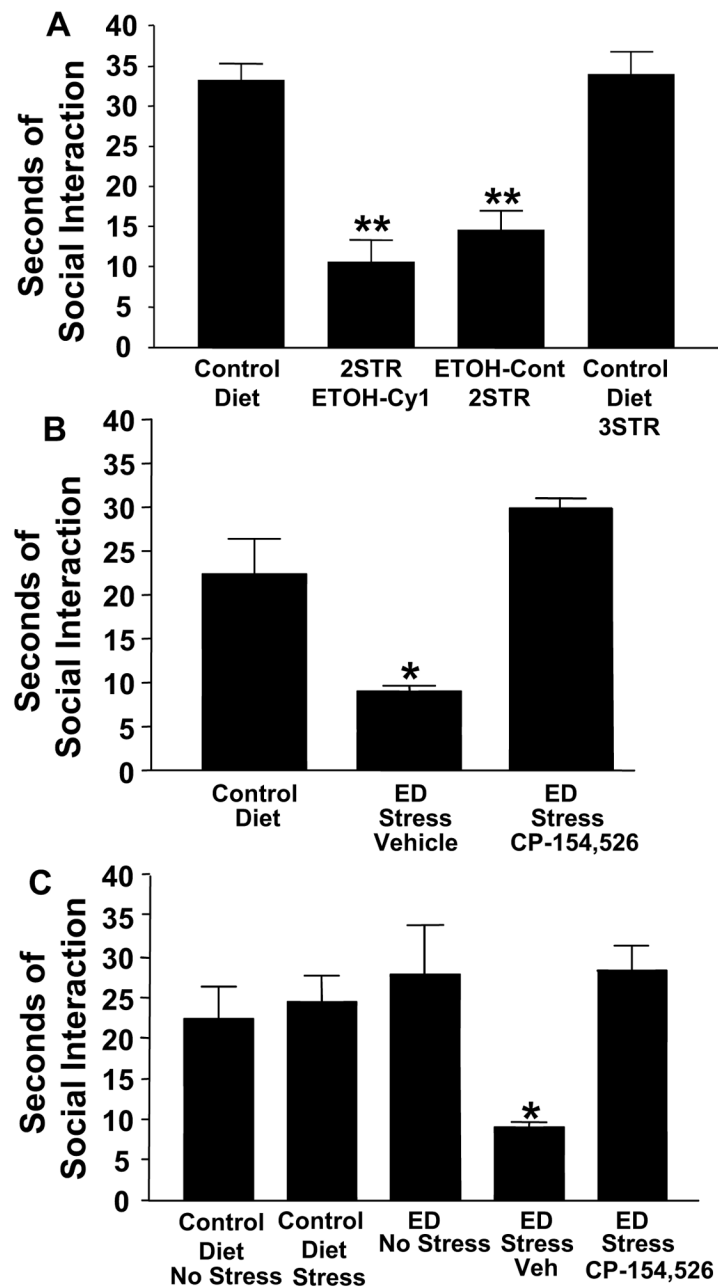 A
Seconds of
Social Interaction
40
35
30
25
20
15
10
5
0
**
**
Control
Diet
2STR
ETOH-Cy1
ETOH-Cont
2STR
Control
Diet
3STR
B
Seconds of
Social Interaction
40
35
30
25
20
15
10
5
0
*
Control
Diet
ED
Stress
Vehicle
ED
Stress
CP-154,526
C
Seconds of
Social Interaction
40
35
30
25
20
15
10
5
0
*
Control
Diet
No Stress
Control
Diet
Stress
ED
No Stress
ED
Stress
Veh
ED
Stress
CP-154,526